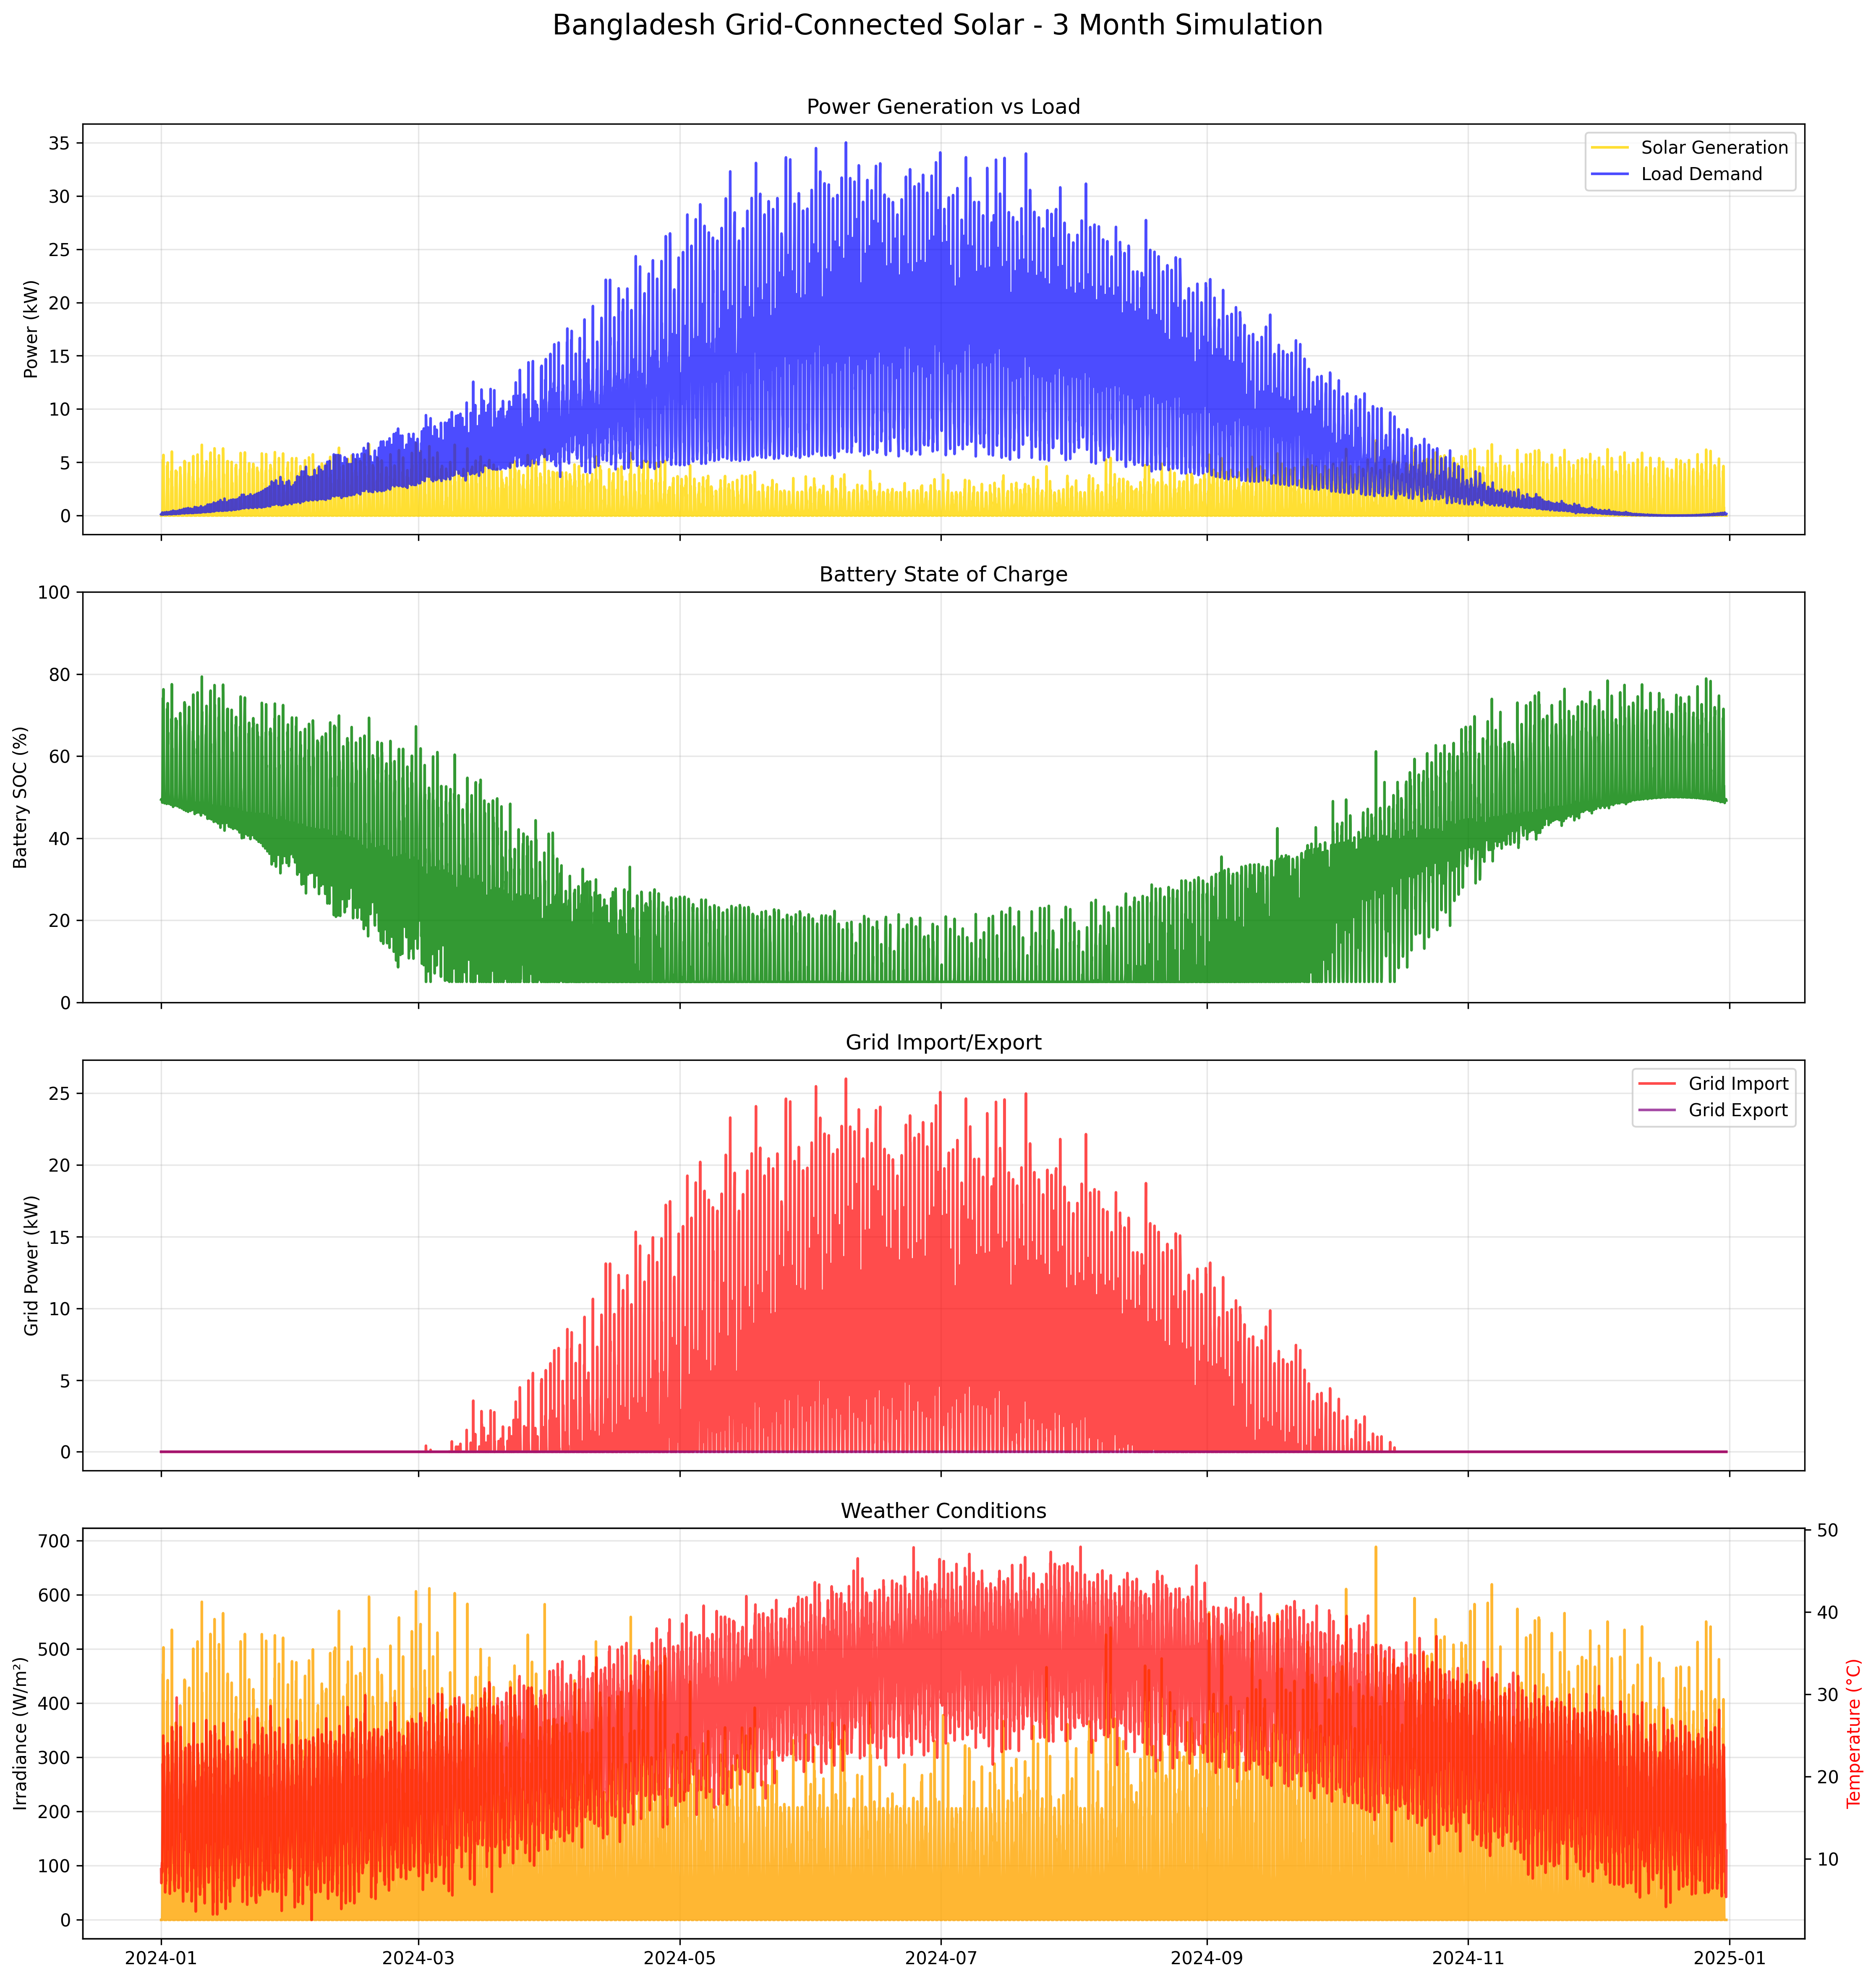 Bangladesh Grid-Connected Solar - 3 Month Simulation
Power Generation vs Load
Power (kW)
35
30
25
20
15
10
5
0
Solar Generation
Load Demand
Battery State of Charge
Battery SOC (%)
100
80
60
40
20
0
Grid Import/Export
Grid Power (kW)
25
20
15
10
5
0
Grid Import
Grid Export
Weather Conditions
Irradiance (W/m²)
700
600
500
400
300
200
100
0
50
40
30
20
10
Temperature (°C)
2024-01
2024-03
2024-05
2024-07
2024-09
2024-11
2025-01